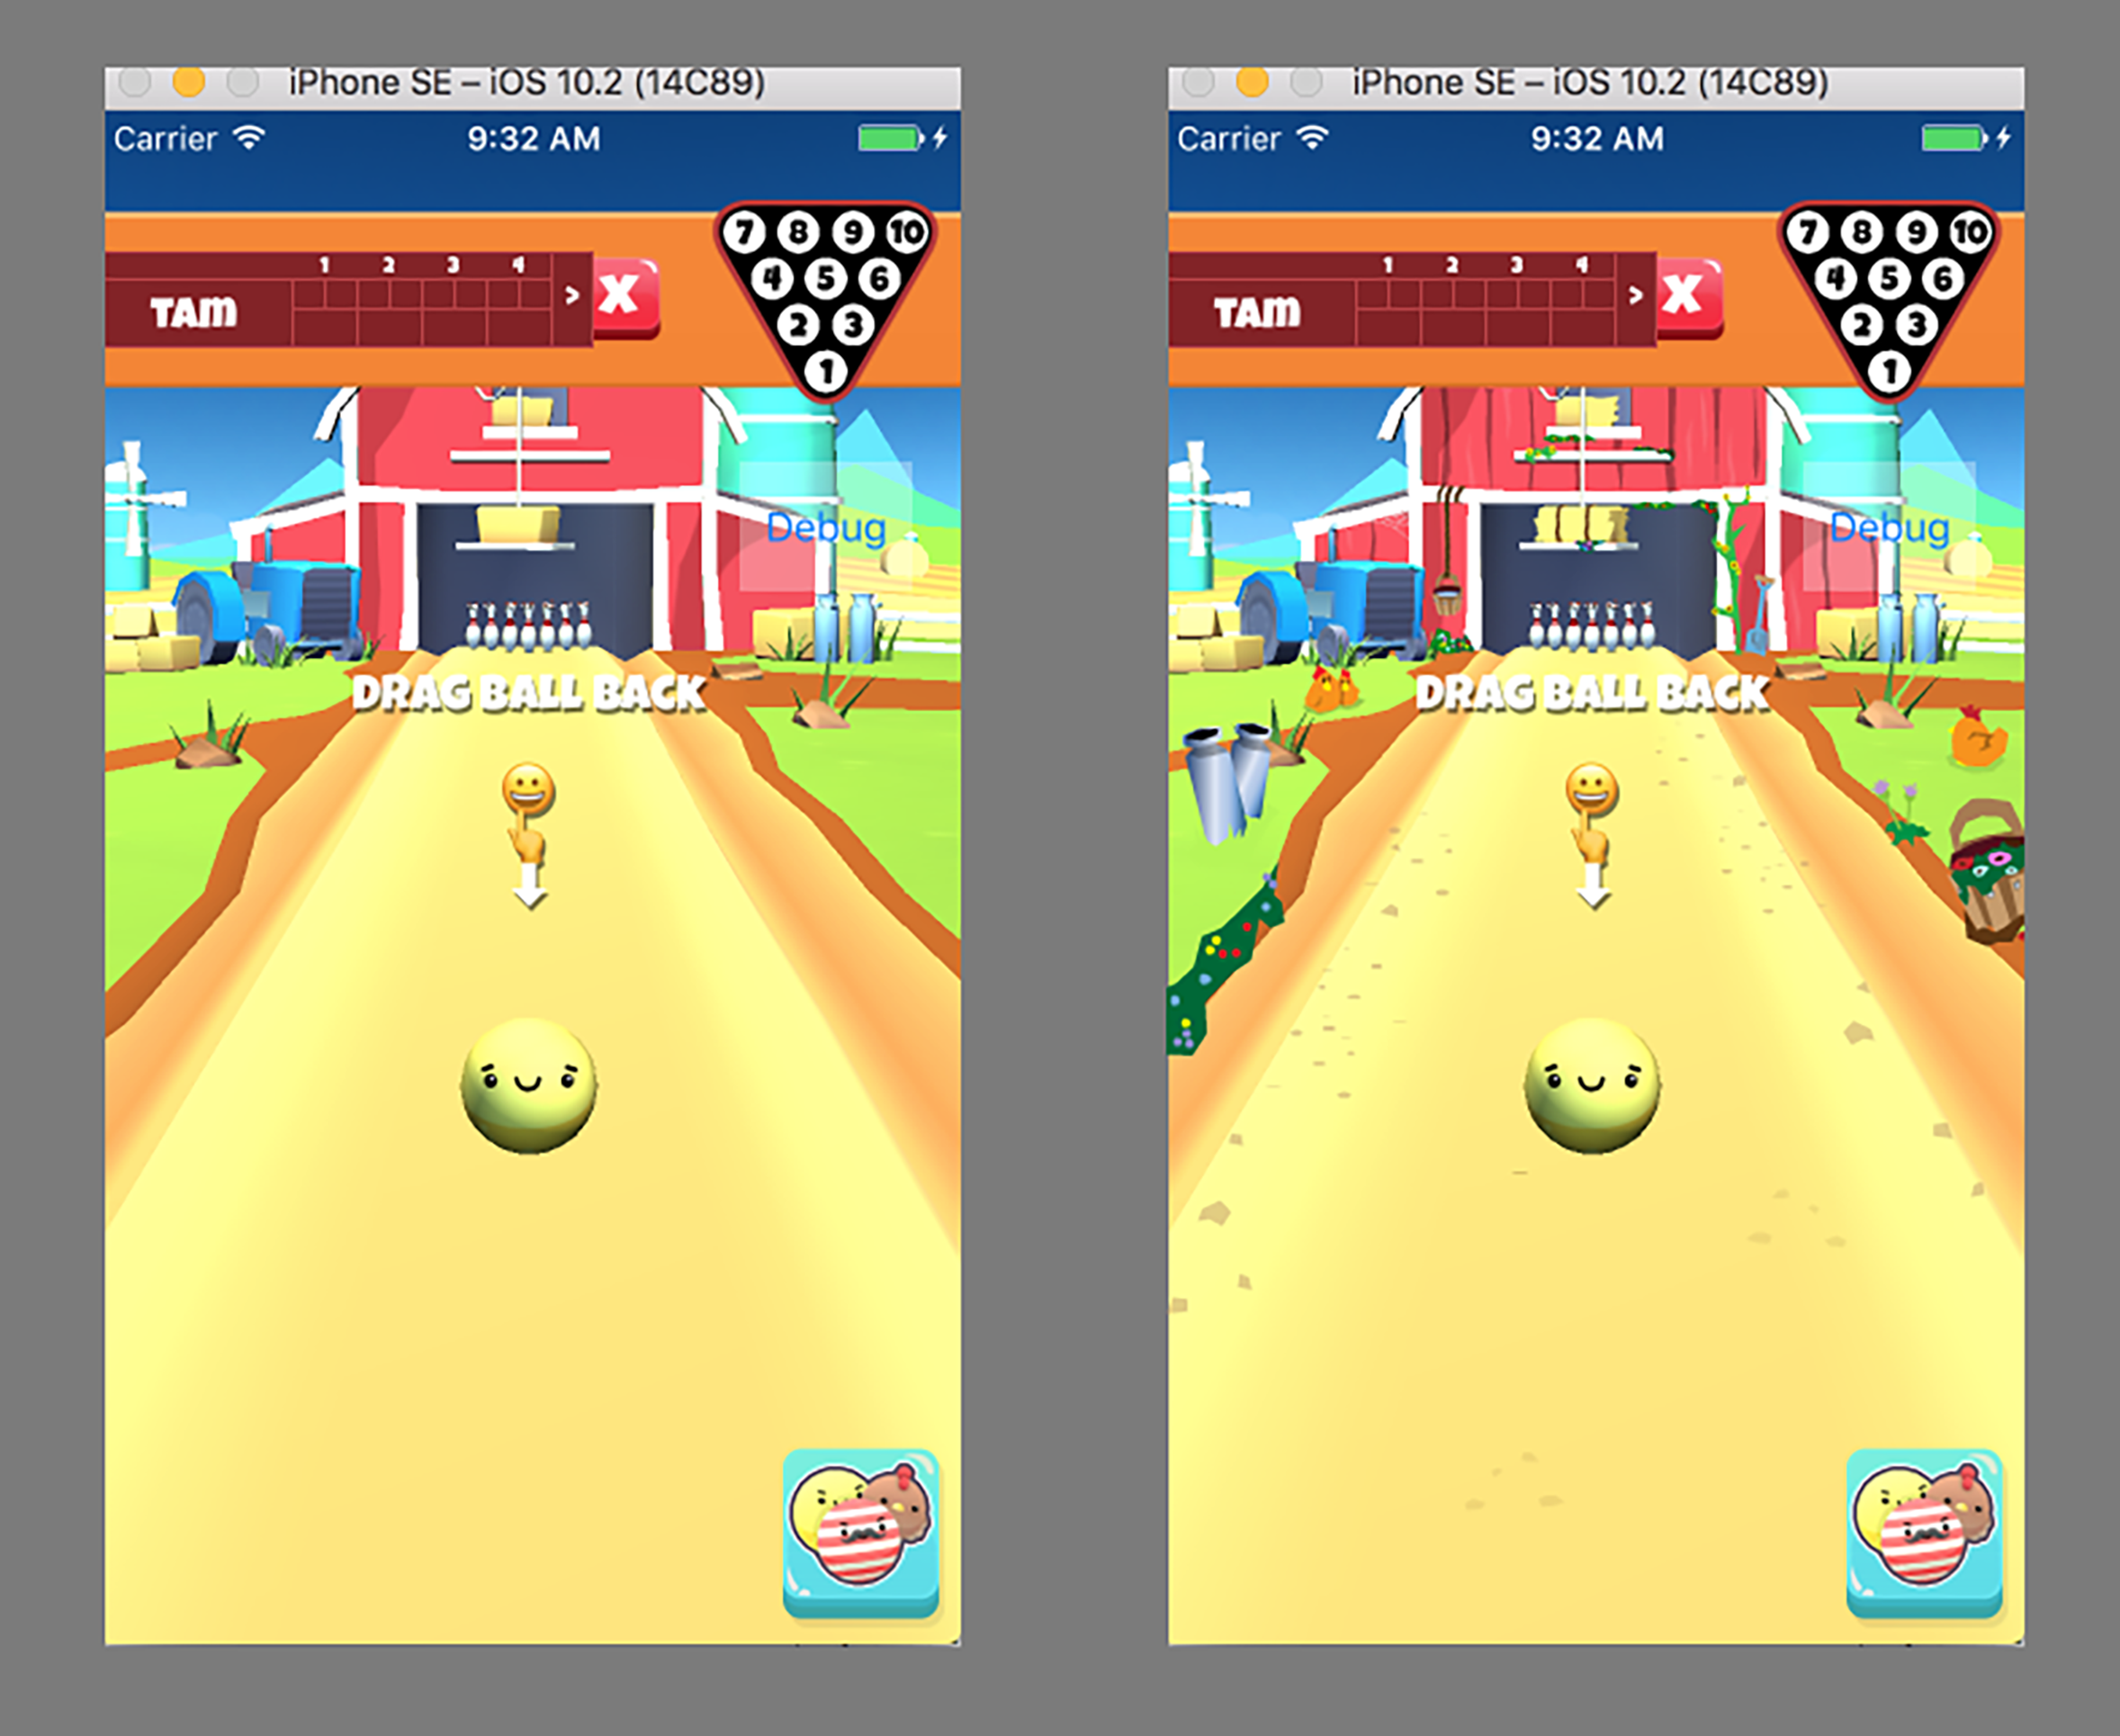 iPhone SE – iOS 10.2 (14C89)
Carrier 9:32 AM
7 8 9 10
1 2 3 4
4 5 6
TAM > X
2 3
1
Debug
DRAG BALL BACK
iPhone SE – iOS 10.2 (14C89)
Carrier 9:32 AM
7 8 9 10
1 2 3 4
4 5 6
TAM > X
2 3
1
Debug
DRAG BALL BACK